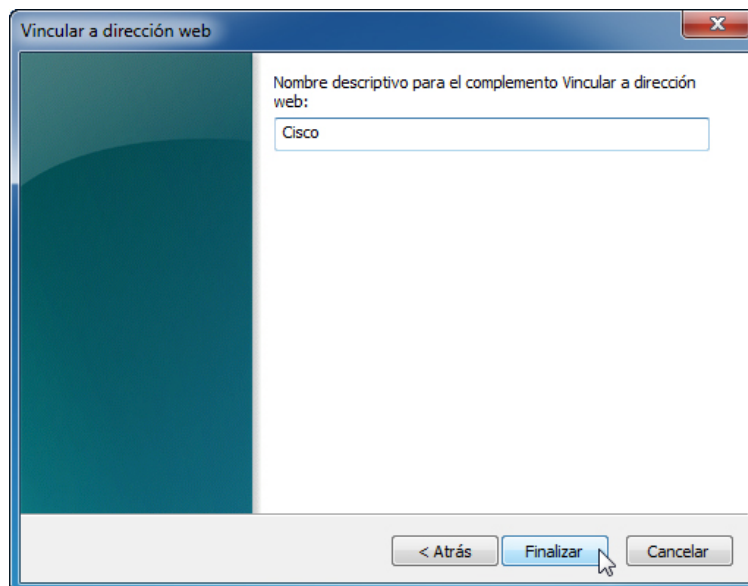 Vincular a dirección web
Nombre descriptivo para el complemento Vincular a dirección
web:
Cisco
< Atrás
Finalizar
Cancelar